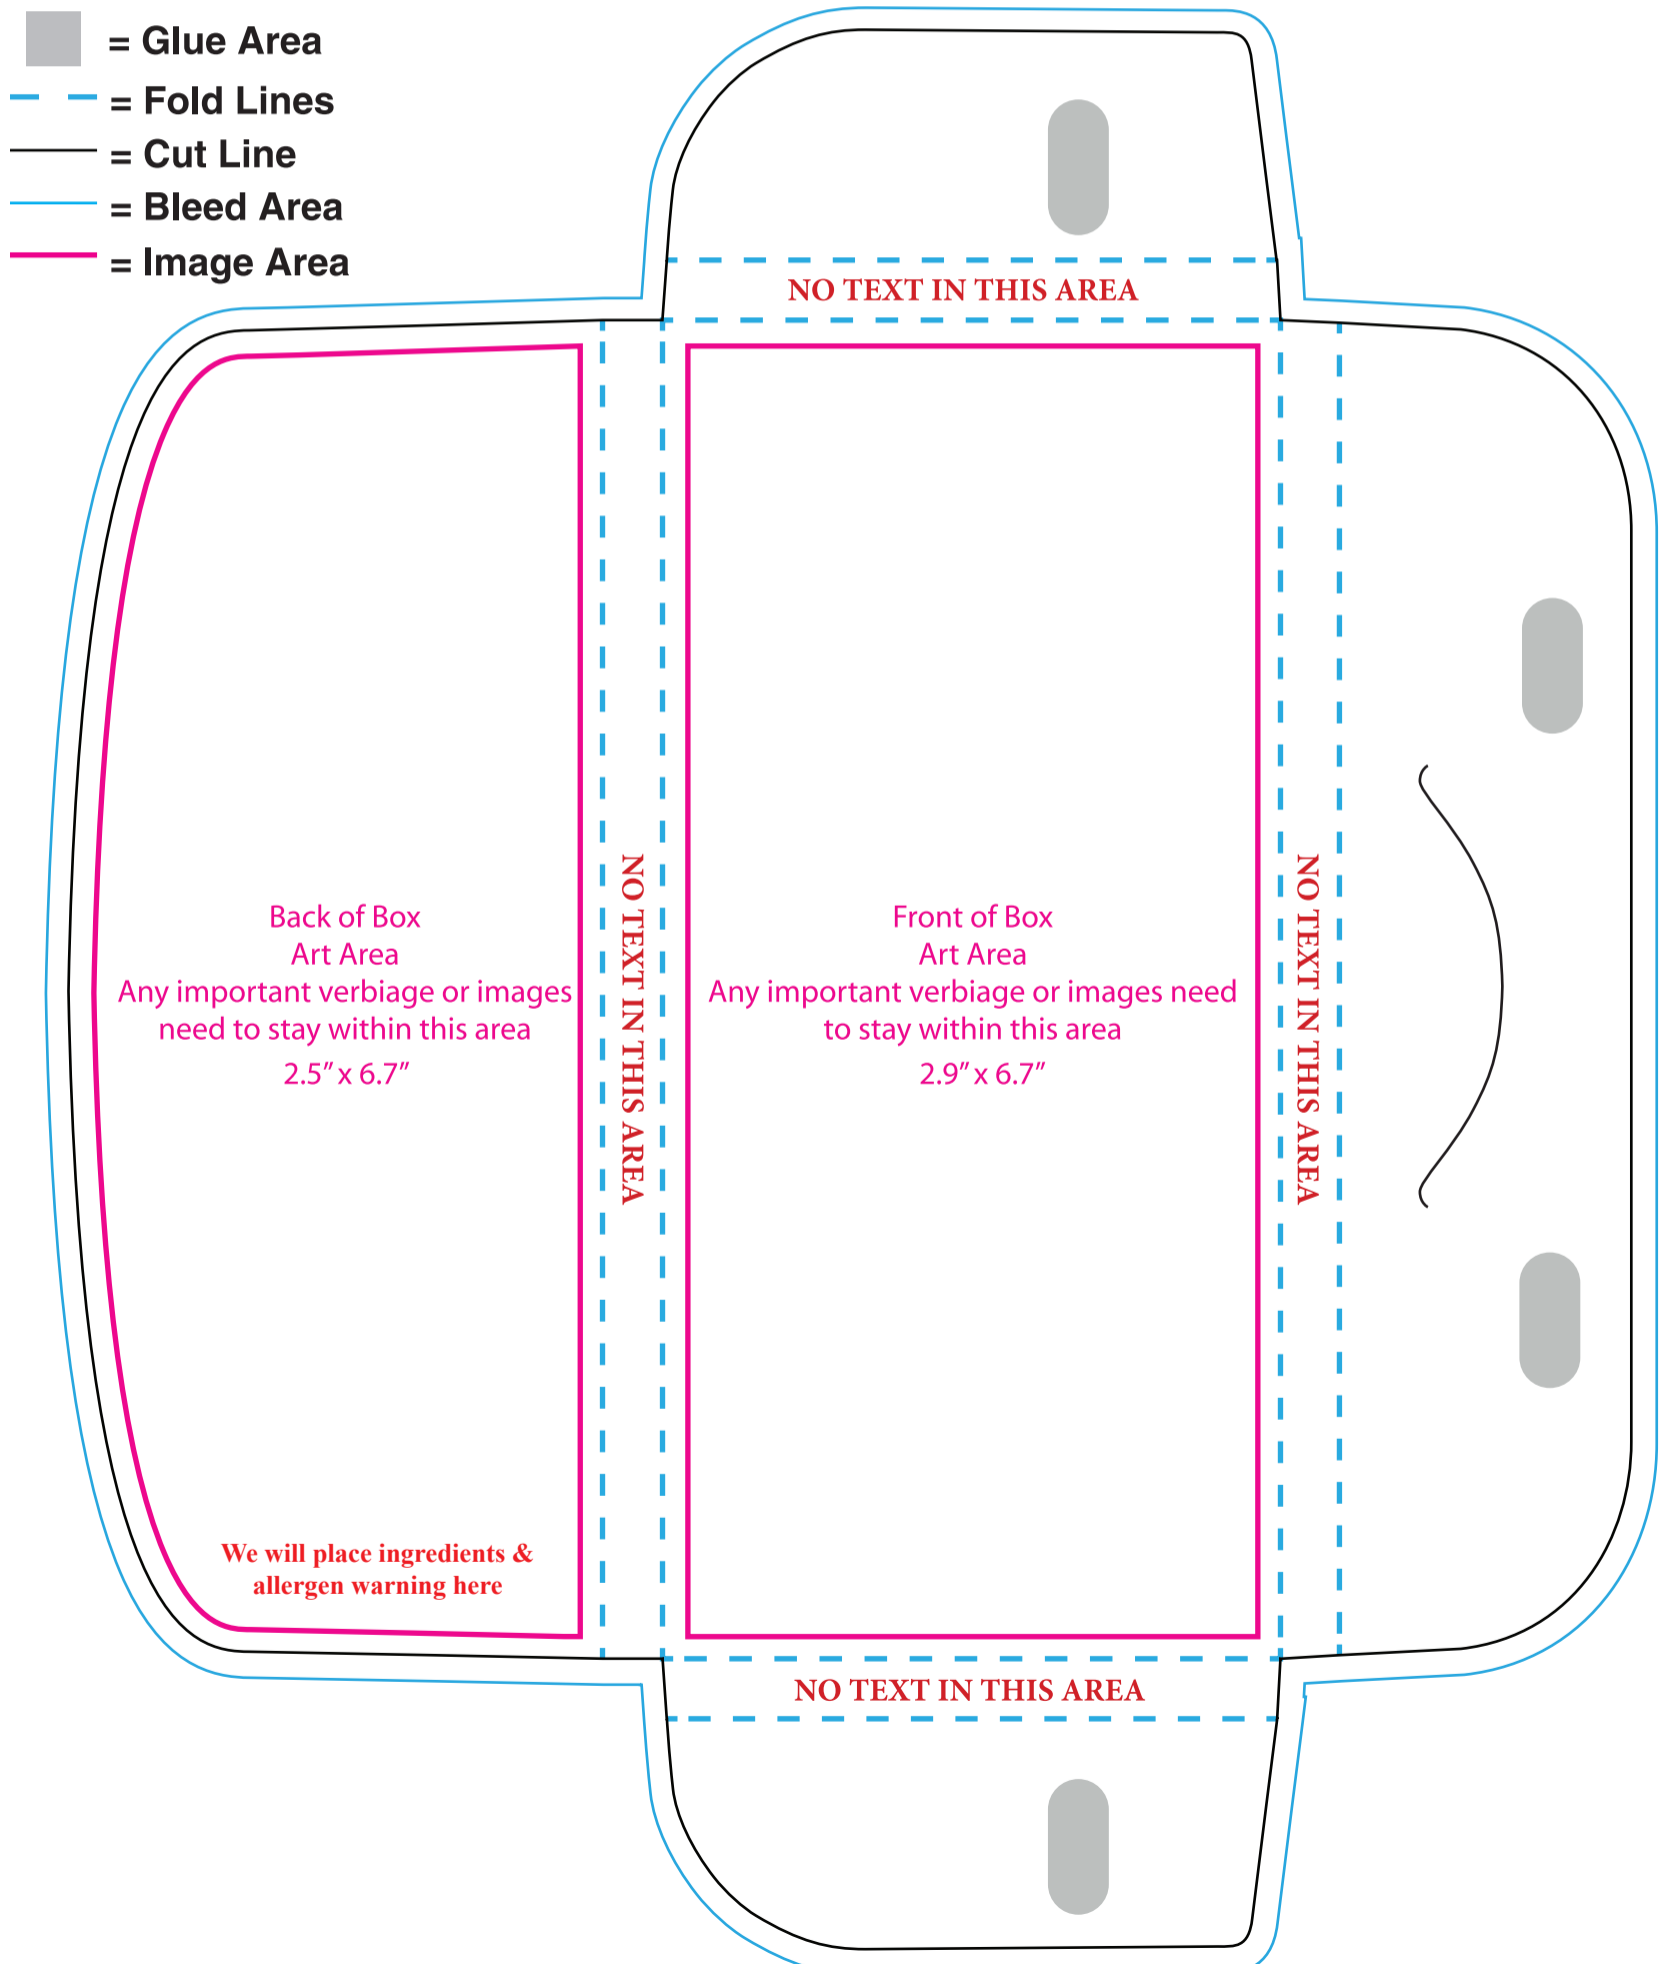 = Glue Area
= Fold Lines
= Cut Line
= Bleed Area
= Image Area
NO TEXT IN THIS AREA
Back of Box
Art Area
Any important verbiage or images
need to stay within this area
2.5” x 6.7”
We will place ingredients &
allergen warning here
NO TEXT IN THIS AREA
Front of Box
Art Area
Any important verbiage or images need
to stay within this area
2.9” x 6.7”
NO TEXT IN THIS AREA
NO TEXT IN THIS AREA